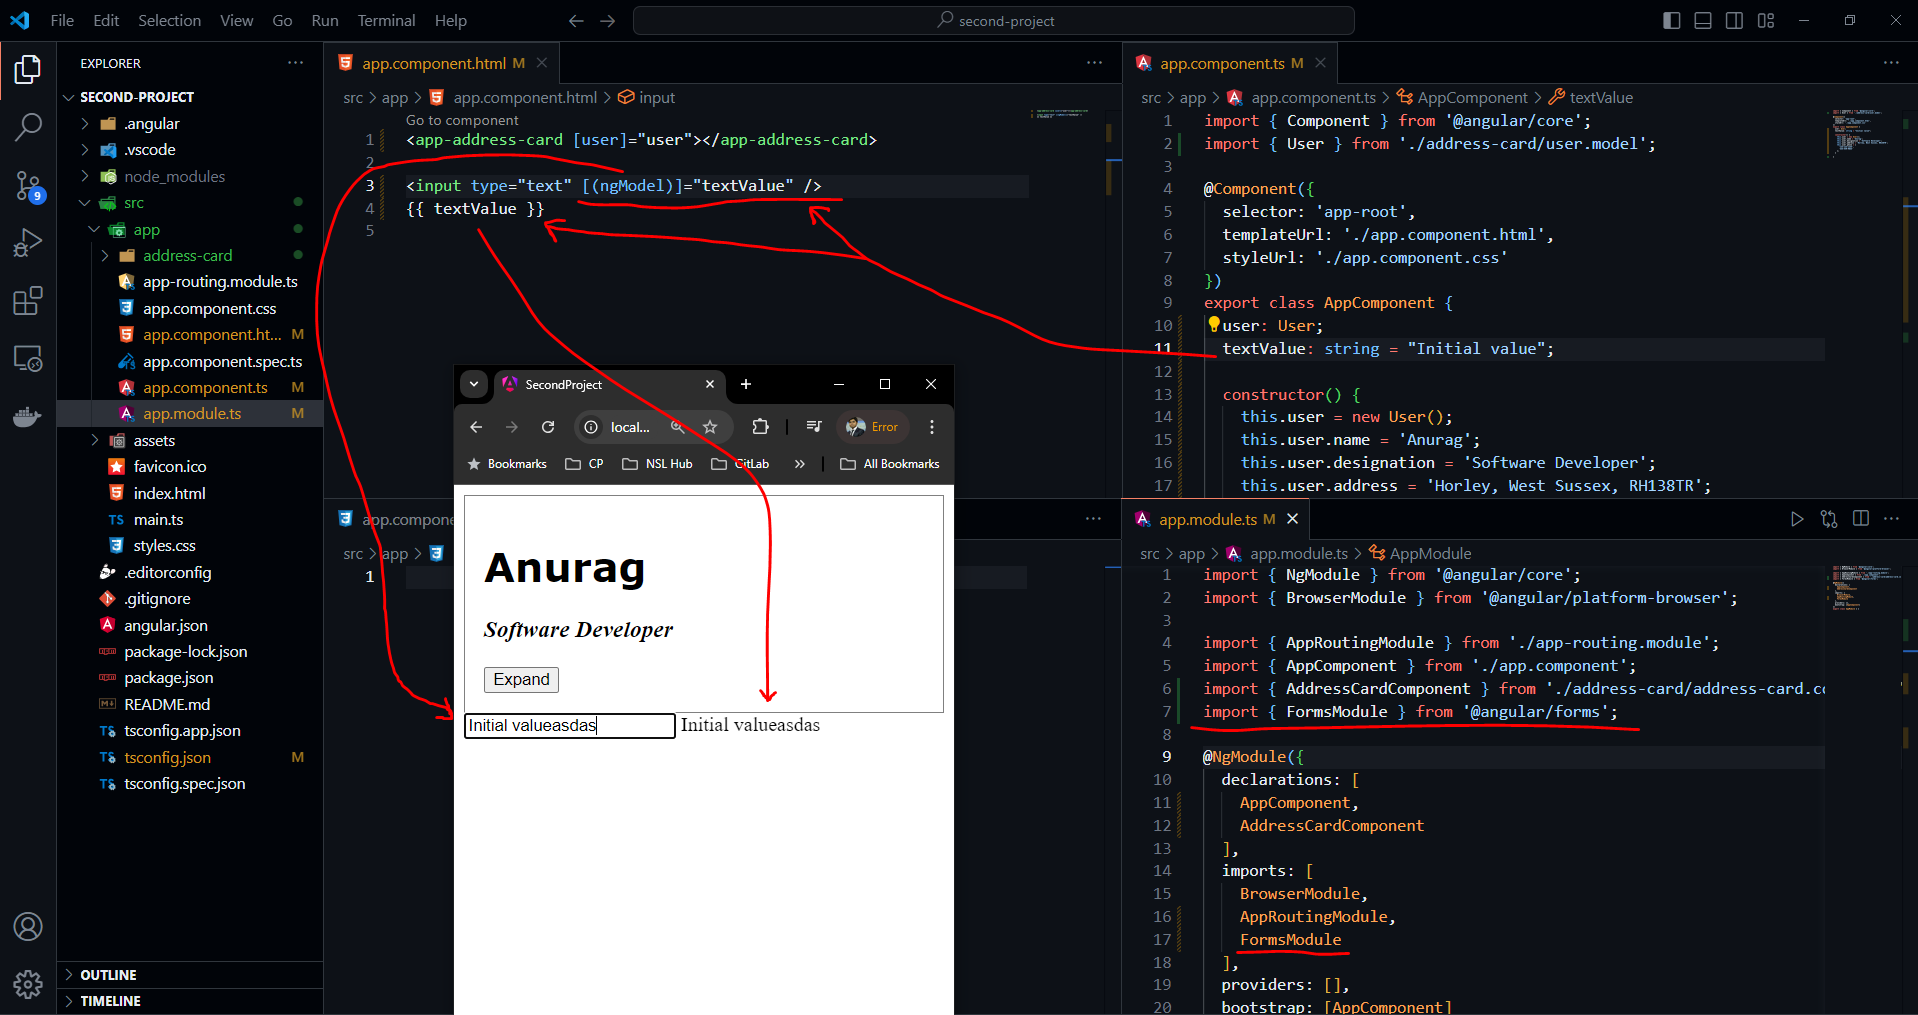 File Edit Selection View Go Run Terminal Help
second-project
EXPLORER
SECOND-PROJECT
.angular
.vscode
node_modules
src
app
address-card
app-routing.module.ts
app.component.css
app.component.ht... M
app.component.spec.ts
app.component.ts M
app.module.ts M
assets
favicon.ico
index.html
main.ts
styles.css
.editorconfig
.gitignore
angular.json
package-lock.json
package.json
README.md
tsconfig.app.json
tsconfig.json M
tsconfig.spec.json
OUTLINE
TIMELINE
9
app.component.html M
src > app > app.component.html > input
Go to component
1 <app-address-card [user]="user"></app-address-card>
2
3 <input type="text" [(ngModel)]="textValue" />
4 {{ textValue }}
5
app.component.ts M
src > app > app.component.ts > AppComponent > textValue
1 import { Component } from '@angular/core';
2 import { User } from './address-card/user.model';
3
4 @Component({
5 selector: 'app-root',
6 templateUrl: './app.component.html',
7 styleUrl: './app.component.css'
8 })
9 export class AppComponent {
10 user: User;
11 textValue: string = "Initial value";
12
13 constructor() {
14 this.user = new User();
15 this.user.name = 'Anurag';
16 this.user.designation = 'Software Developer';
17 this.user.address = 'Horley, West Sussex, RH138TR';
app.compone
src > app >
1
SecondProject
local...
Error
Bookmarks CP NSL Hub GitLab » All Bookmarks
Anurag
Software Developer
Expand
Initial valueasdas Initial valueasdas
app.module.ts M
src > app > app.module.ts > AppModule
1 import { NgModule } from '@angular/core';
2 import { BrowserModule } from '@angular/platform-browser';
3
4 import { AppRoutingModule } from './app-routing.module';
5 import { AppComponent } from './app.component';
6 import { AddressCardComponent } from './address-card/address-card.co
7 import { FormsModule } from '@angular/forms';
8
9 @NgModule({
10 declarations: [
11 AppComponent,
12 AddressCardComponent
13 ],
14 imports: [
15 BrowserModule,
16 AppRoutingModule,
17 FormsModule
18 ],
19 providers: [],
20 bootstrap: [AppComponent]